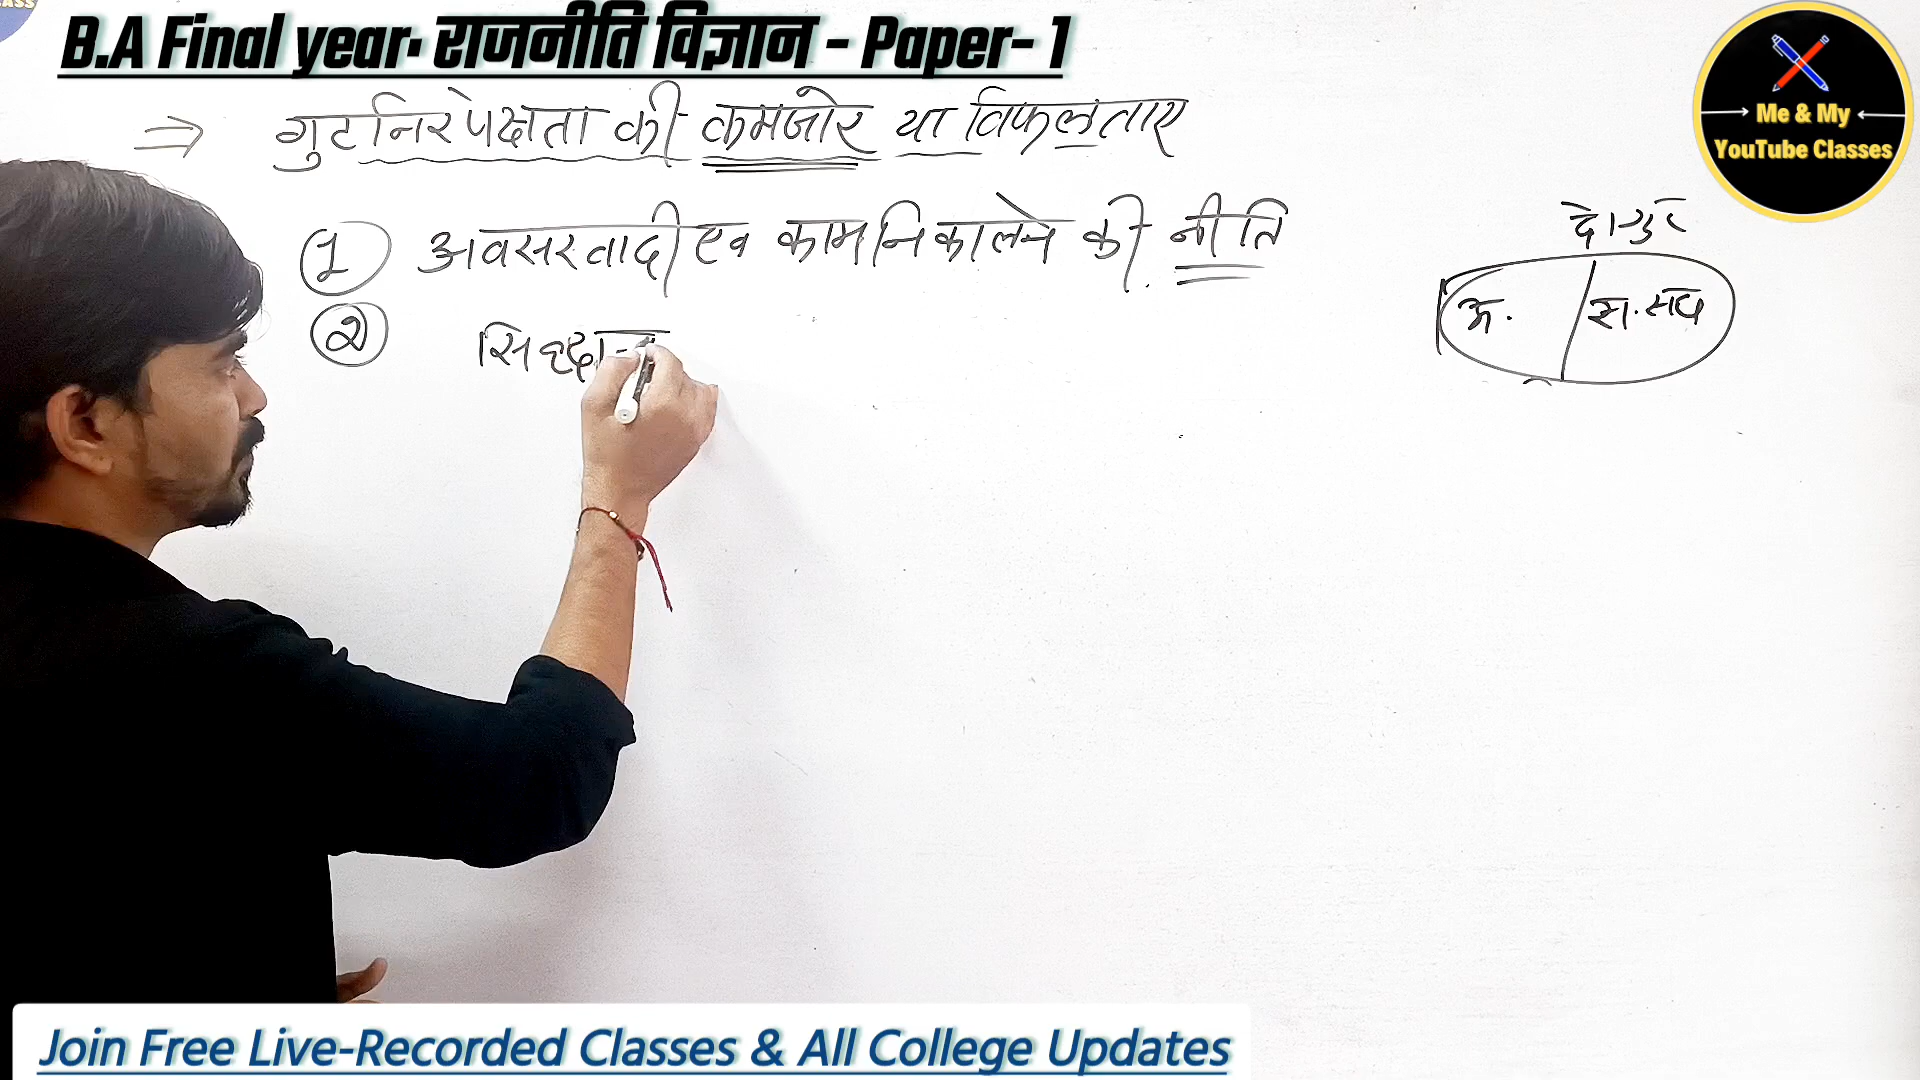 B.A Final year. राजनीति विज्ञान - Paper- 1
Me & My
YouTube Classes
⇒ गुटनिरपेक्षता की कमजोर या विफलताए
1 अवसरवादी एव काम निकालने की नीति
2 सिद्धान्त
अ. सो. संघ
Join Free Live-Recorded Classes & All College Updates